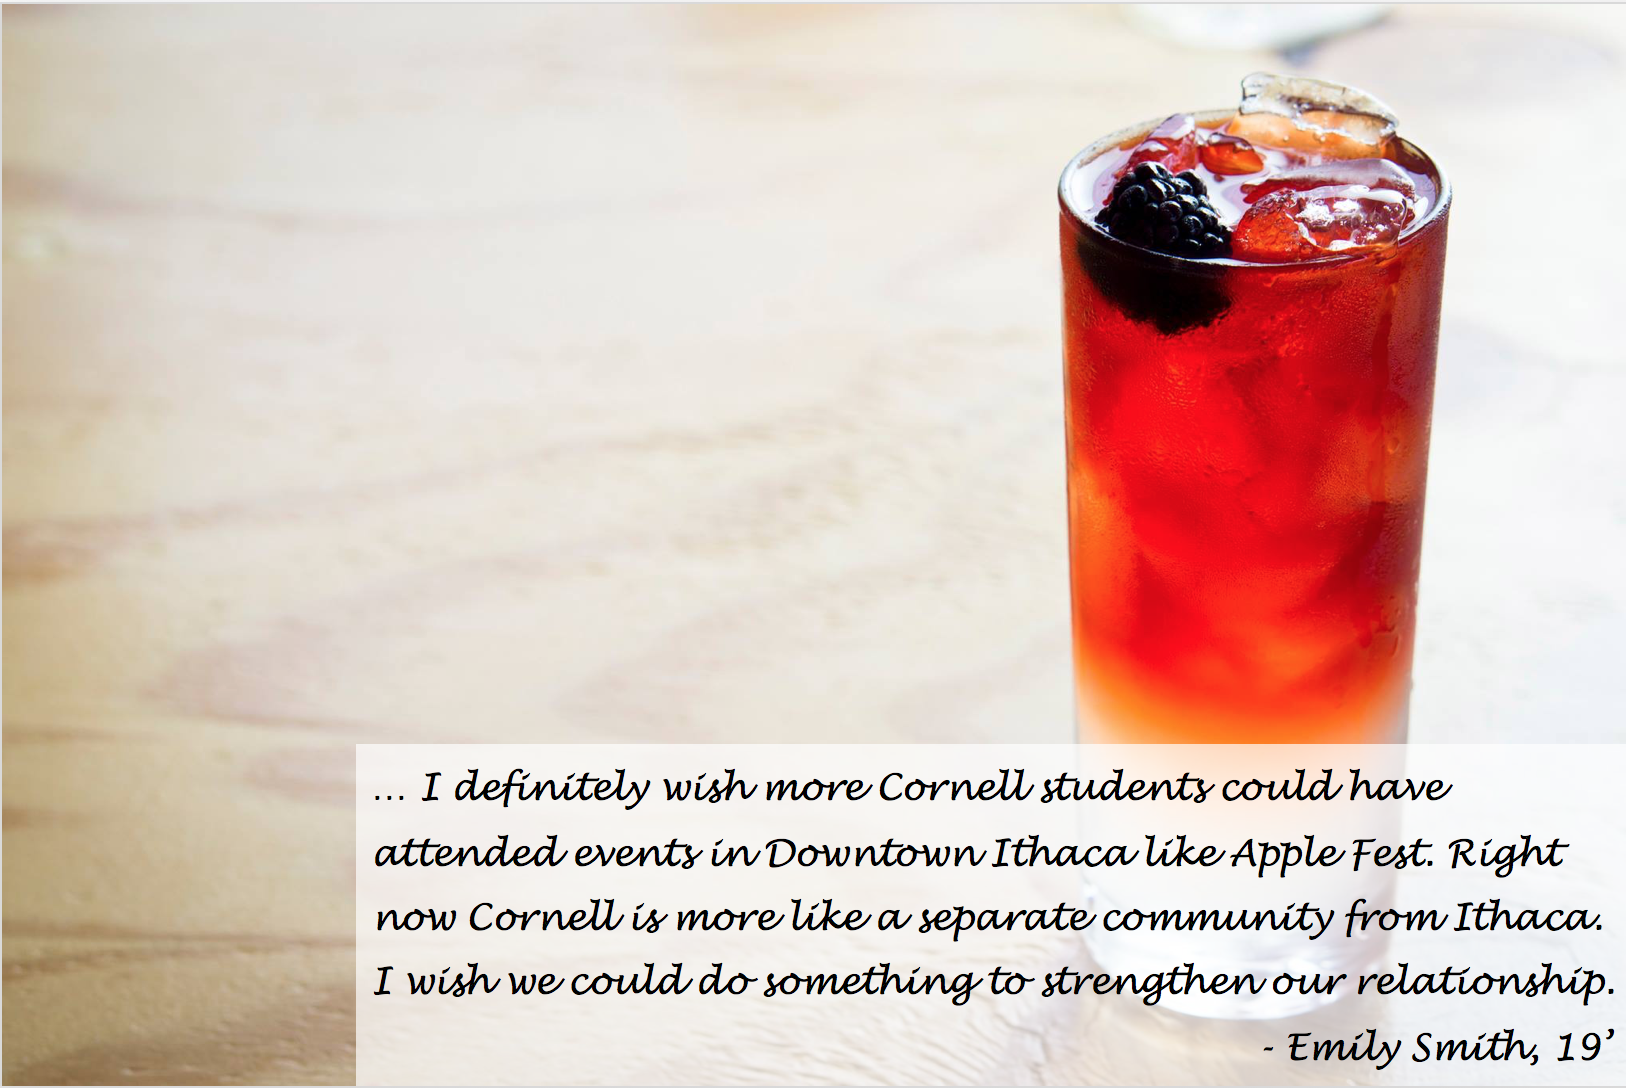 ... I definitely wish more Cornell students could have
attended events in Downtown Ithaca like Apple Fest. Right
now Cornell is more like a separate community from Ithaca.
I wish we could do something to strengthen our relationship.
- Emily Smith, 19’